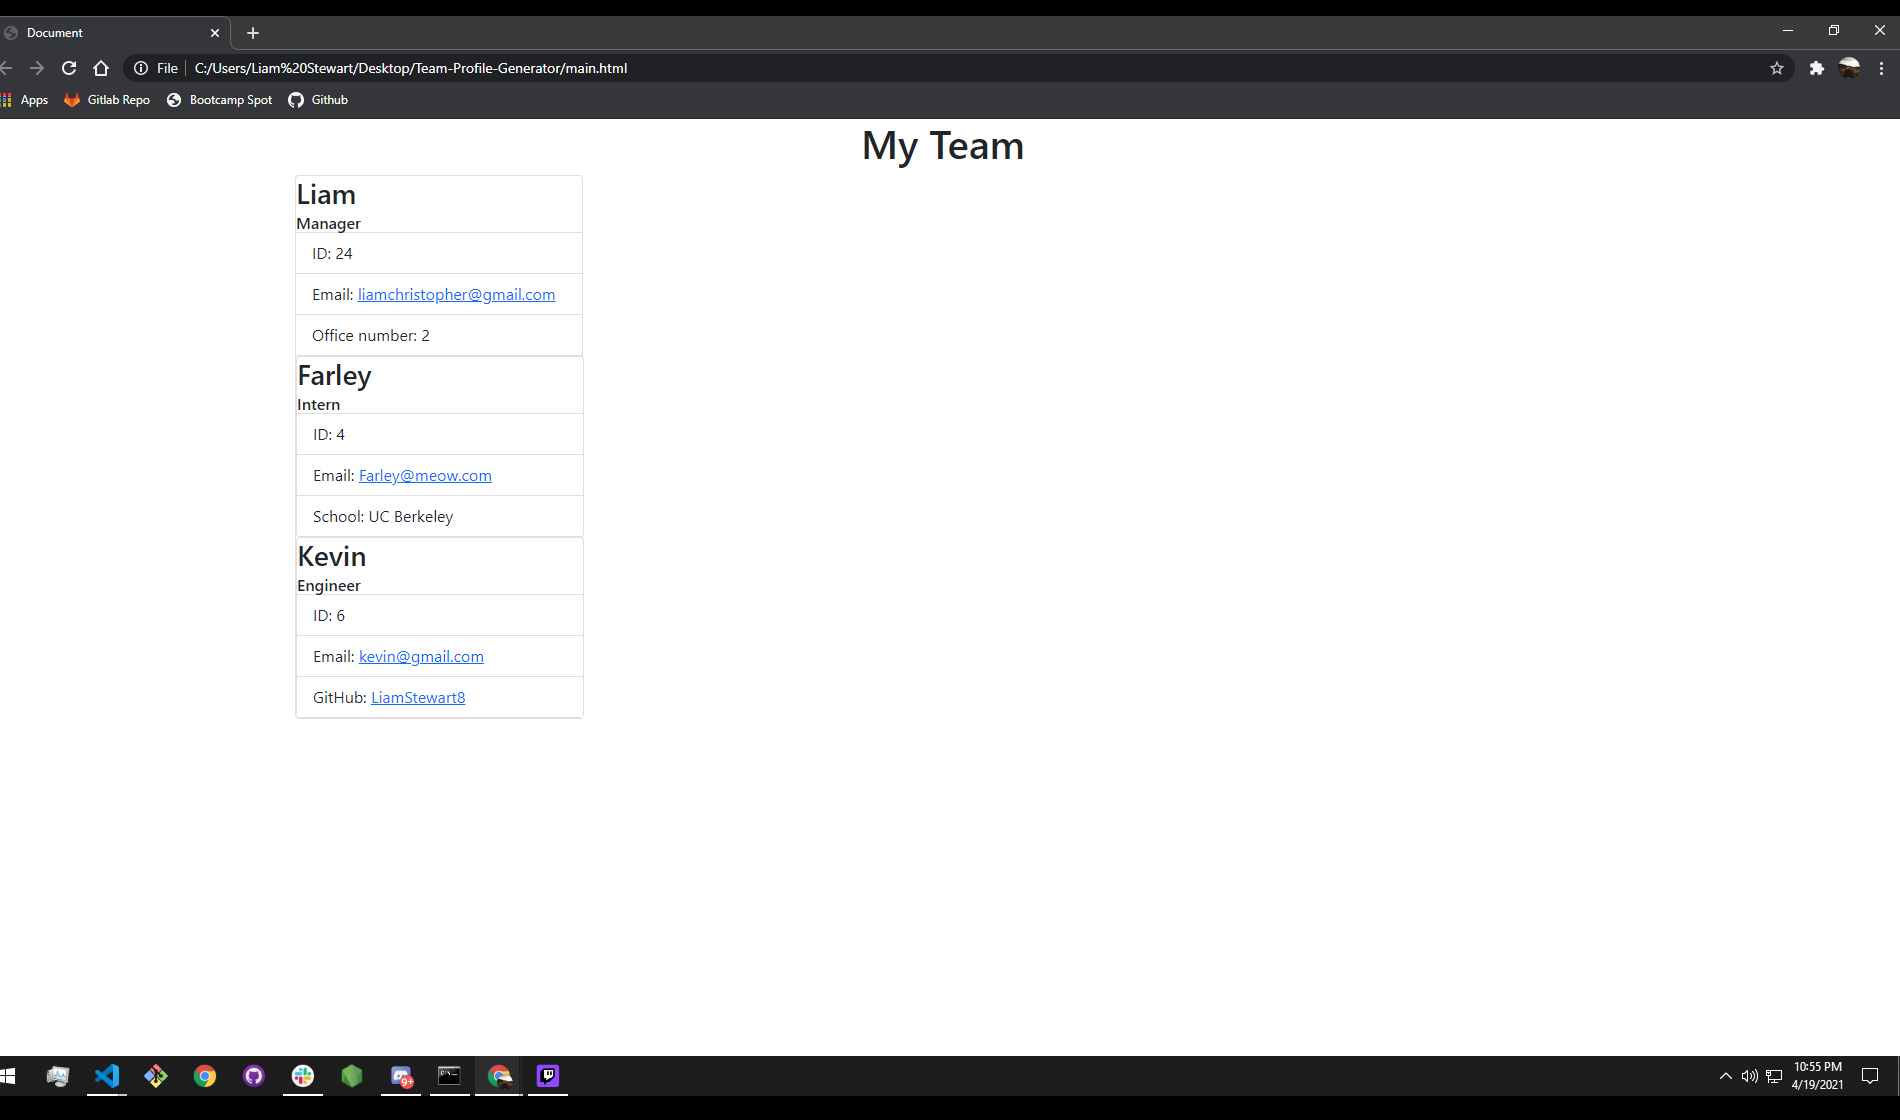 Document
File C:/Users/Liam%20Stewart/Desktop/Team-Profile-Generator/main.html
Apps Gitlab Repo Bootcamp Spot Github
My Team
Liam
Manager
ID: 24
Email: liamchristopher@gmail.com
Office number: 2
Farley
Intern
ID: 4
Email: Farley@meow.com
School: UC Berkeley
Kevin
Engineer
ID: 6
Email: kevin@gmail.com
GitHub: LiamStewart8
9+
10:55 PM
4/19/2021